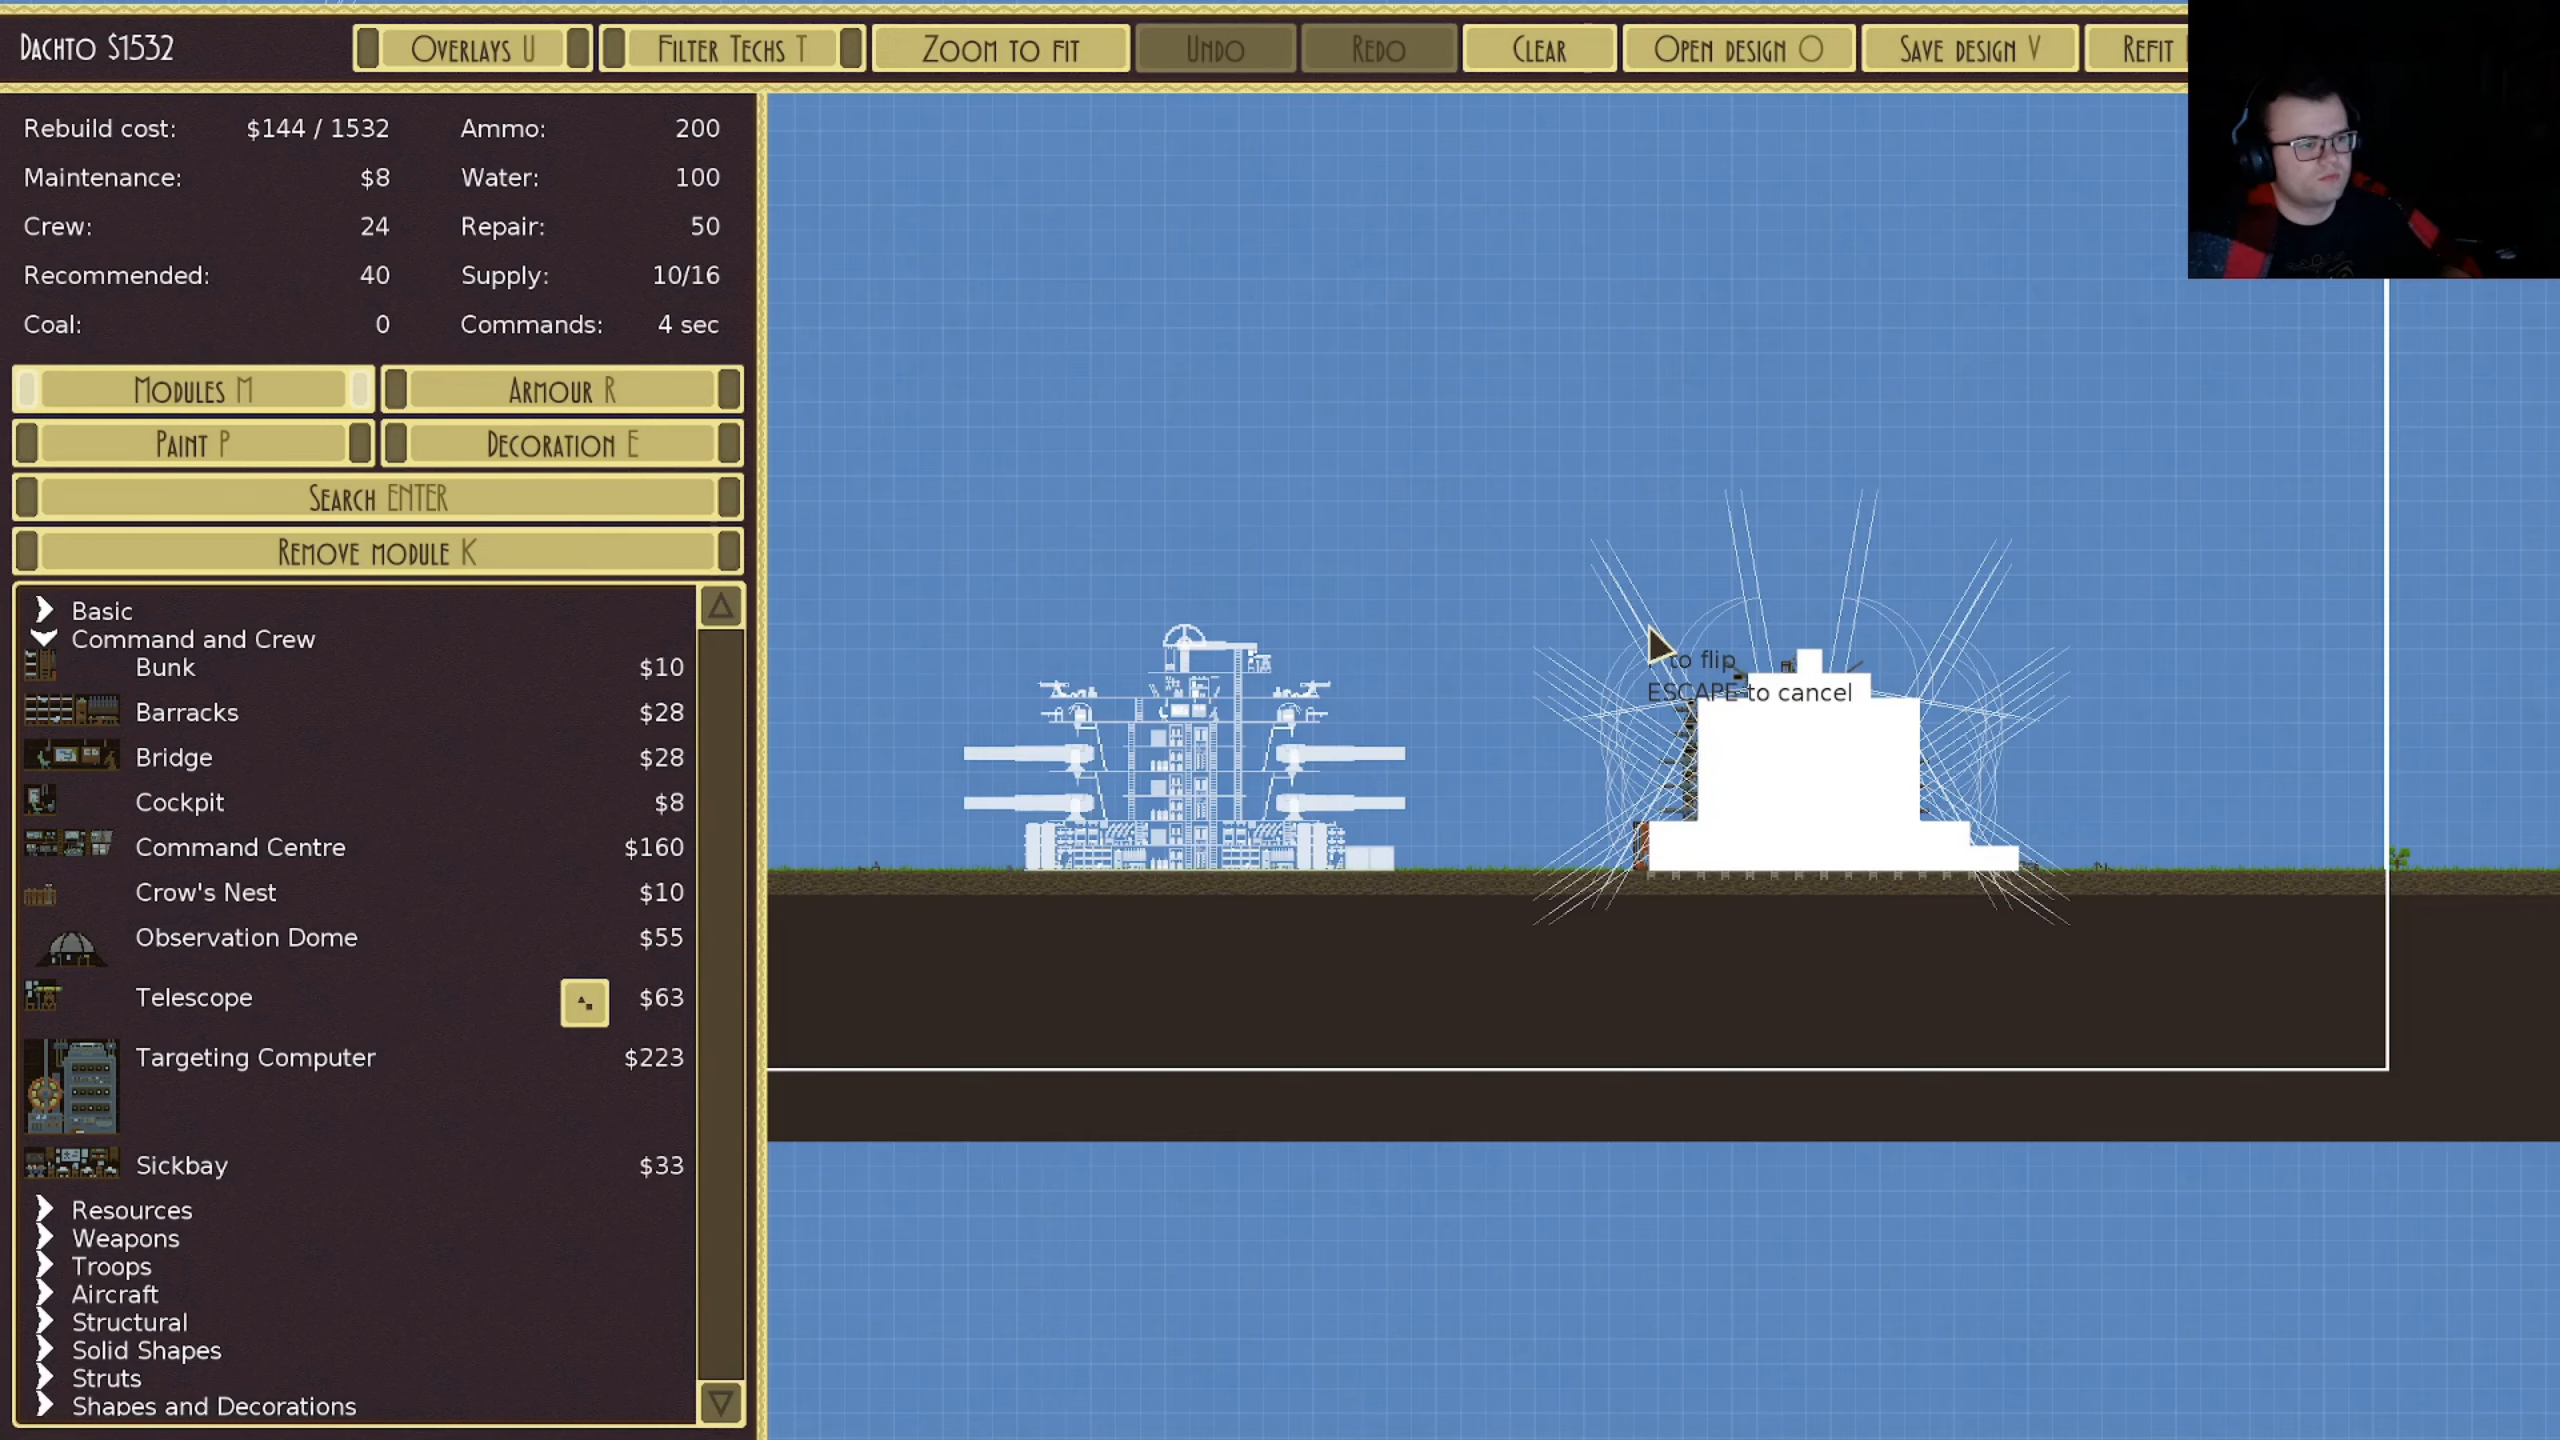 DACHTO $1532
OVERLAYS U
FILTER TECHS T
ZOOM TO FIT
UNDO
REDO
CLEAR
OPEN DESIGN O
SAVE DESIGN V
REFIT
Rebuild cost: $144 / 1532
Ammo: 200
Maintenance: $8
Water: 100
Crew: 24
Repair: 50
Recommended: 40
Supply: 10/16
Coal: 0
Commands: 4 sec
MODULES M
ARMOUR R
PAINT P
DECORATION E
SEARCH ENTER
REMOVE MODULE K
Basic
Command and Crew
Bunk $10
Barracks $28
Bridge $28
Cockpit $8
Command Centre $160
Crow's Nest $10
Observation Dome $55
Telescope $63
Targeting Computer $223
Sickbay $33
Resources
Weapons
Troops
Aircraft
Structural
Solid Shapes
Struts
Shapes and Decorations
to flip
ESCAPE to cancel